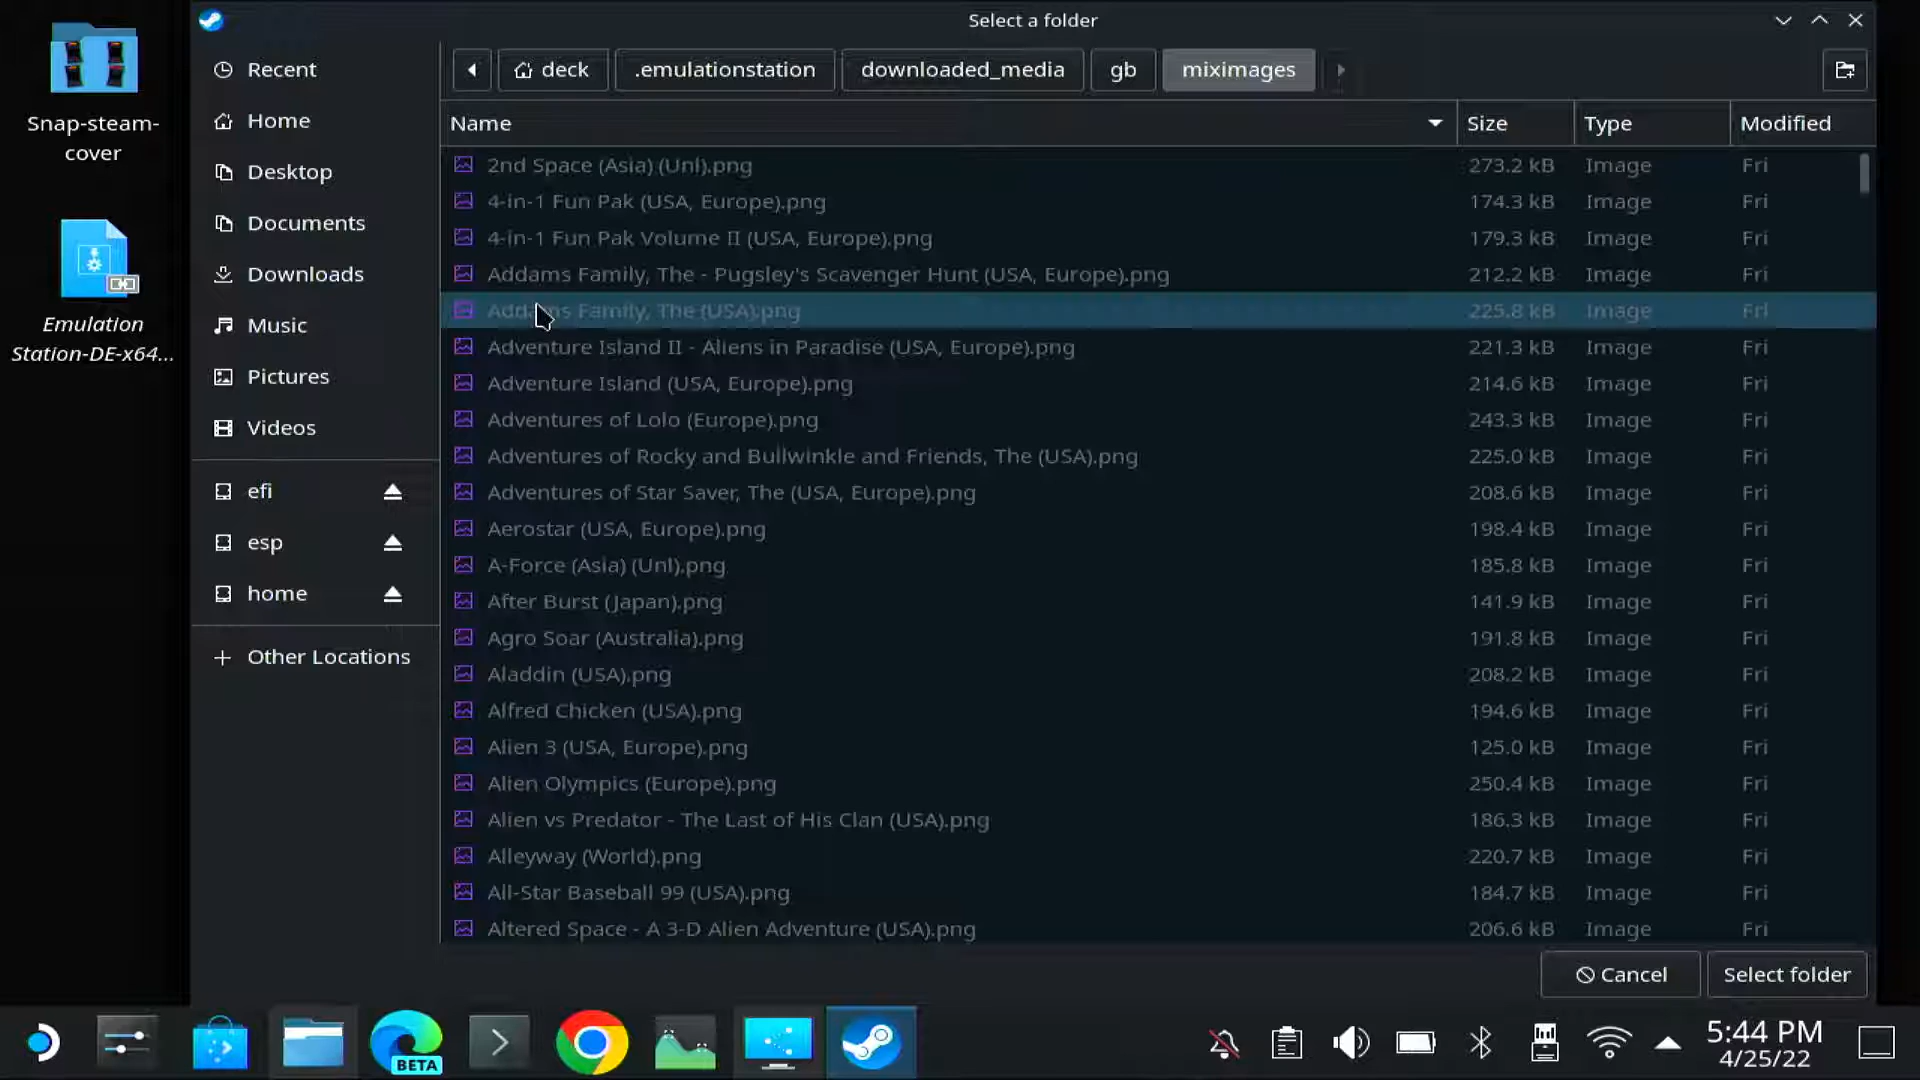 Select a folder
Snap-steam-
cover
Emulation
Station-DE-x64...
Recent
Home
Desktop
Documents
Downloads
Music
Pictures
Videos
efi
esp
home
Other Locations
deck .emulationstation downloaded_media gb miximages
Name Size Type Modified
2nd Space (Asia) (Unl).png 273.2 kB Image Fri
4-in-1 Fun Pak (USA, Europe).png 174.3 kB Image Fri
4-in-1 Fun Pak Volume II (USA, Europe).png 179.3 kB Image Fri
Addams Family, The - Pugsley's Scavenger Hunt (USA, Europe).png 212.2 kB Image Fri
Addams Family, The (USA).png 225.8 kB Image Fri
Adventure Island II - Aliens in Paradise (USA, Europe).png 221.3 kB Image Fri
Adventure Island (USA, Europe).png 214.6 kB Image Fri
Adventures of Lolo (Europe).png 243.3 kB Image Fri
Adventures of Rocky and Bullwinkle and Friends, The (USA).png 225.0 kB Image Fri
Adventures of Star Saver, The (USA, Europe).png 208.6 kB Image Fri
Aerostar (USA, Europe).png 198.4 kB Image Fri
A-Force (Asia) (Unl).png 185.8 kB Image Fri
After Burst (Japan).png 141.9 kB Image Fri
Agro Soar (Australia).png 191.8 kB Image Fri
Aladdin (USA).png 208.2 kB Image Fri
Alfred Chicken (USA).png 194.6 kB Image Fri
Alien 3 (USA, Europe).png 125.0 kB Image Fri
Alien Olympics (Europe).png 250.4 kB Image Fri
Alien vs Predator - The Last of His Clan (USA).png 186.3 kB Image Fri
Alleyway (World).png 220.7 kB Image Fri
All-Star Baseball 99 (USA).png 184.7 kB Image Fri
Altered Space - A 3-D Alien Adventure (USA).png 206.6 kB Image Fri
Cancel Select folder
BETA
5:44 PM
4/25/22